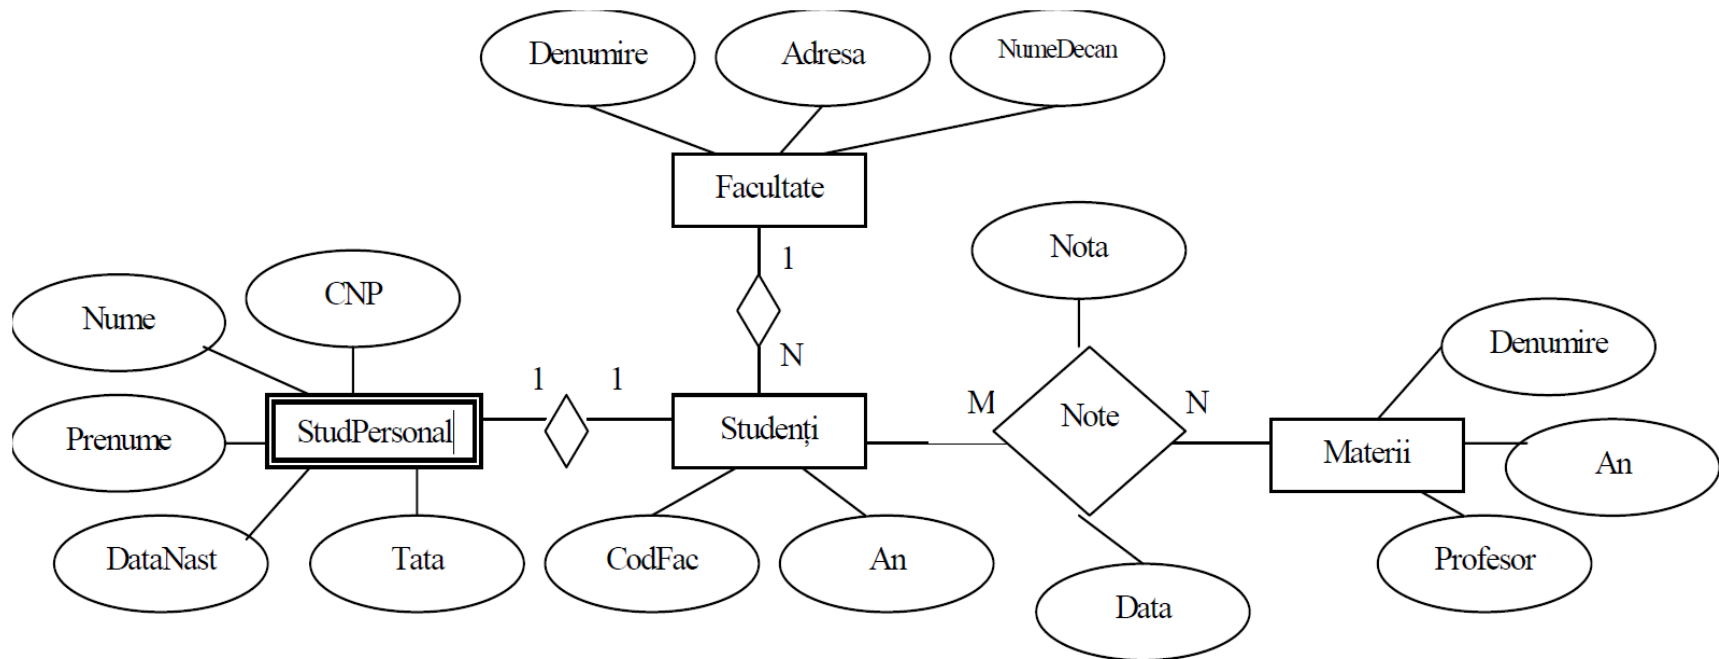 Denumire
Adresa
NumeDecan
Facultate
1
Nota
CNP
Nume
N
Denumire
1
1
M
Note
N
StudPersonal
Studenți
Prenume
Materii
An
DataNast
Tata
CodFac
An
Profesor
Data